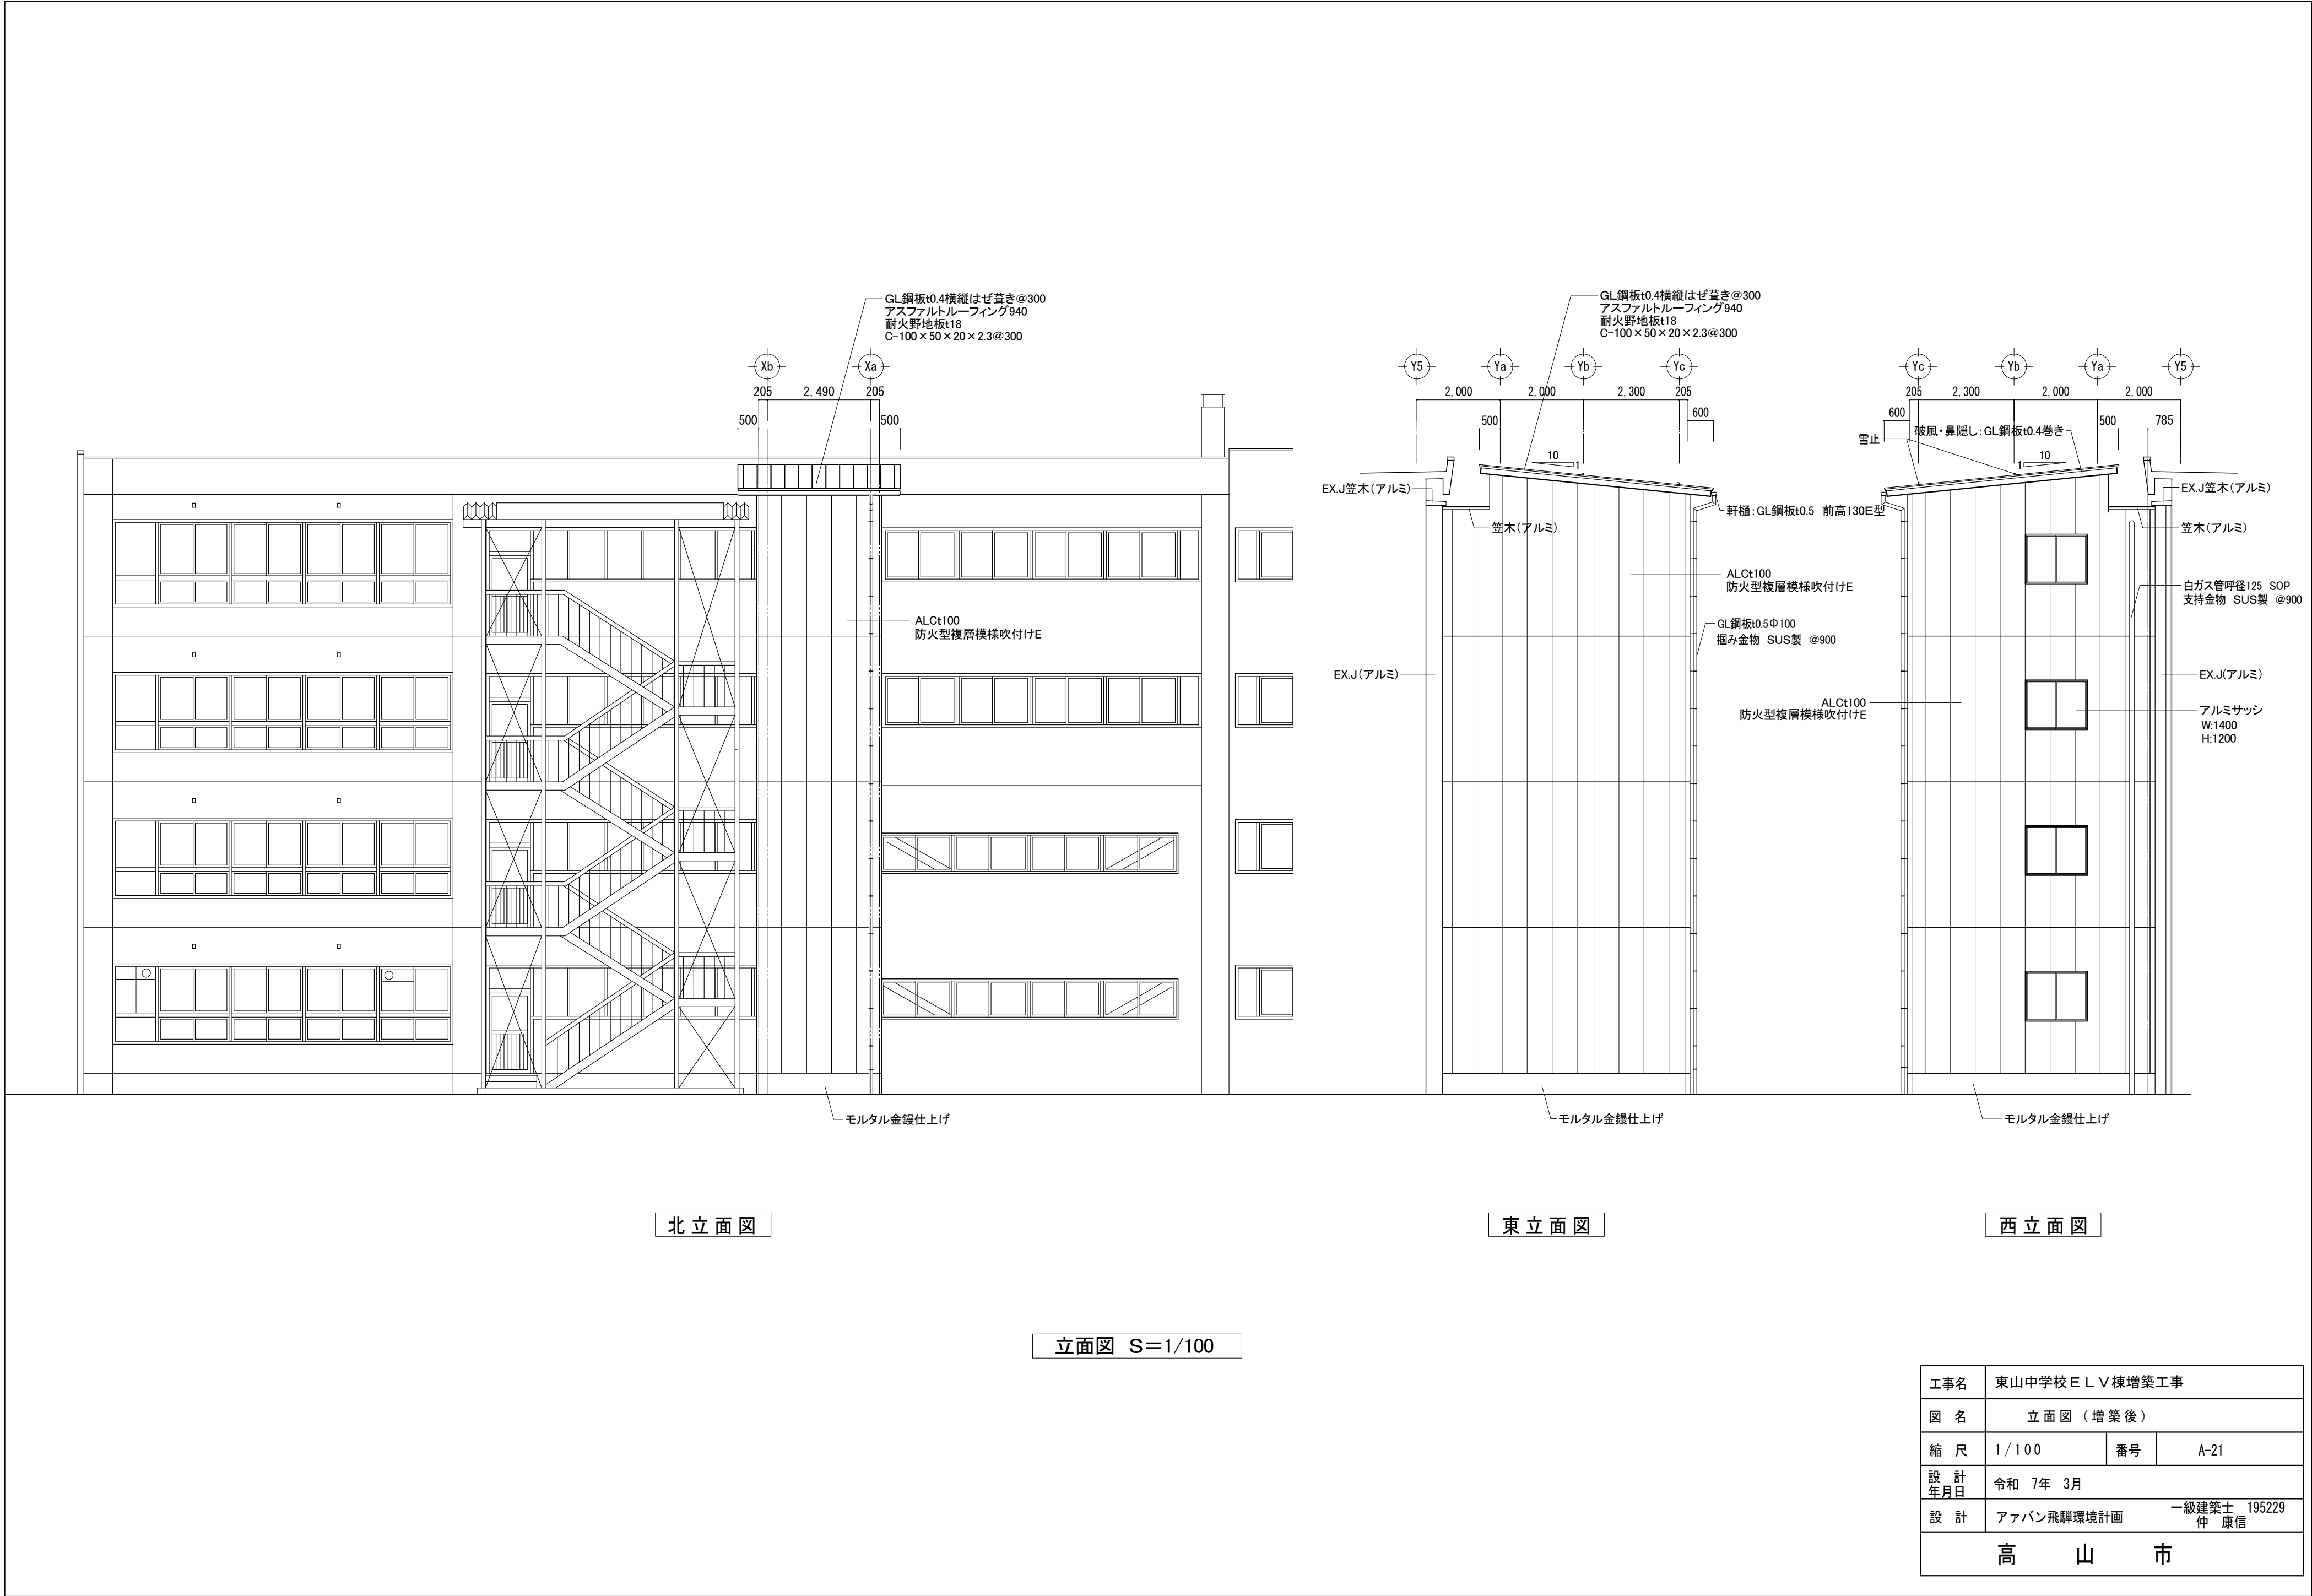 GL鋼板t0.4横縦はぜ葺き@300
アスファルトルーフィング940
耐火野地板t18
C-100×50×20×2.3@300
Xb
Xa
205
2,490
205
500
500
ALCt100
防火型複層模様吹付けE
モルタル金鏝仕上げ
北立面図
GL鋼板t0.4横縦はぜ葺き@300
アスファルトルーフィング940
耐火野地板t18
C-100×50×20×2.3@300
Y5
Ya
Yb
Yc
2,000
2,000
2,300
205
500
600
10
1
EX.J笠木(アルミ)
笠木(アルミ)
軒樋:GL鋼板t0.5 前高130E型
ALCt100
防火型複層模様吹付けE
GL鋼板t0.5Φ100
掴み金物 SUS製 @900
EX.J(アルミ)
モルタル金鏝仕上げ
東立面図
Yc
Yb
Ya
Y5
205
2,300
2,000
2,000
600
500
785
雪止
破風・鼻隠し:GL鋼板t0.4巻き
10
1
EX.J笠木(アルミ)
笠木(アルミ)
白ガス管呼径125 SOP
支持金物 SUS製 @900
EX.J(アルミ)
ALCt100
防火型複層模様吹付けE
アルミサッシ
W:1400
H:1200
モルタル金鏝仕上げ
西立面図
立面図 S=1/100
工事名 東山中学校ELV棟増築工事
図 名 立面図(増築後)
縮 尺 1/100 番号 A-21
設 計
年月日 令和 7年 3月
設 計 アァバン飛騨環境計画 一級建築士 195229
仲 康信
高 山 市